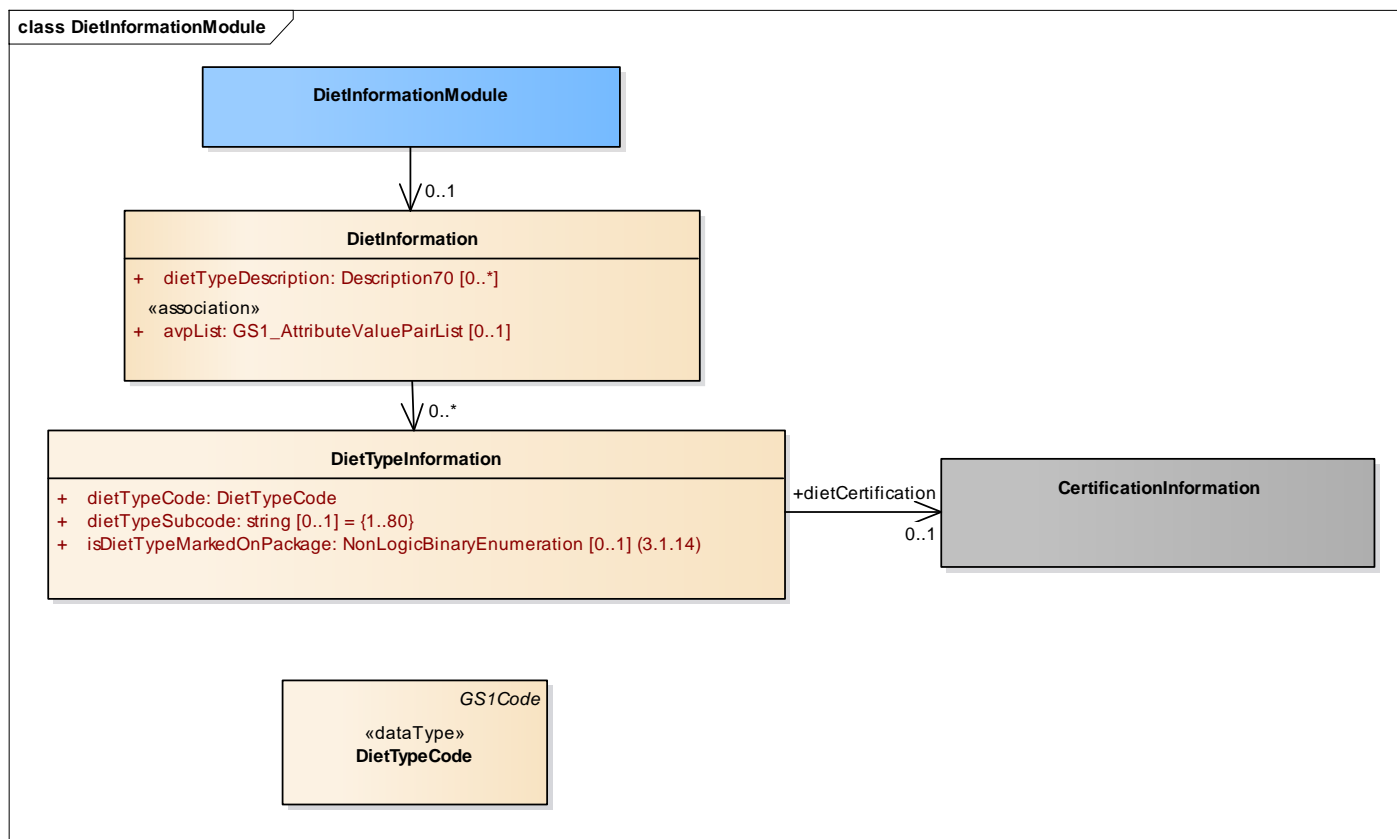 class DietInformationModule
DietInformationModule
0..1
DietInformation
+ dietTypeDescription: Description70 [0..*]
«association»
+ avpList: GS1_AttributeValuePairList [0..1]
0..*
DietTypeInformation
+ dietTypeCode: DietTypeCode
+ dietTypeSubcode: string [0..1] = {1..80}
+ isDietTypeMarkedOnPackage: NonLogicBinaryEnumeration [0..1] (3.1.14)
+dietCertification
0..1
CertificationInformation
GS1Code
«dataType»
DietTypeCode